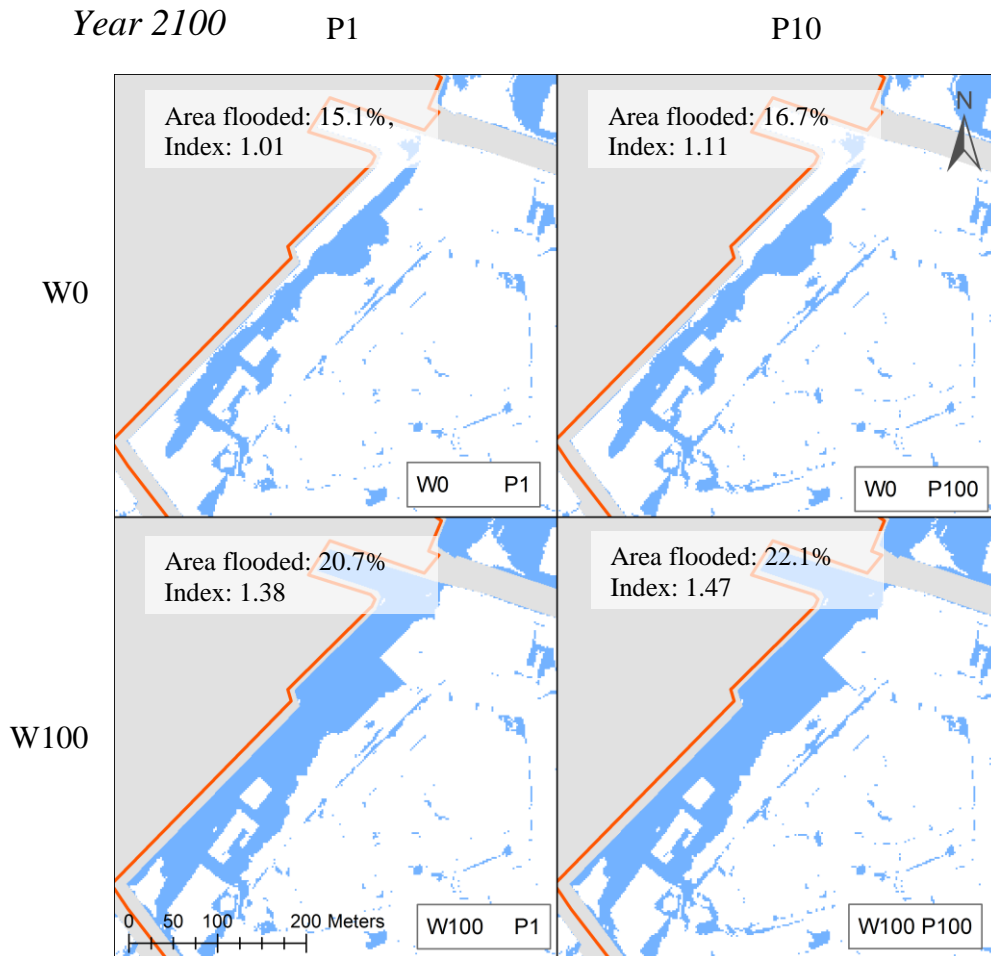 Year 2100
P1
P10
Area flooded: 15.1%,
Index: 1.01
Area flooded: 16.7%
Index: 1.11
N
W0
W0 P1
W0 P100
Area flooded: 20.7%
Index: 1.38
Area flooded: 22.1%
Index: 1.47
W100
0 50 100 200 Meters
W100 P1
W100 P100